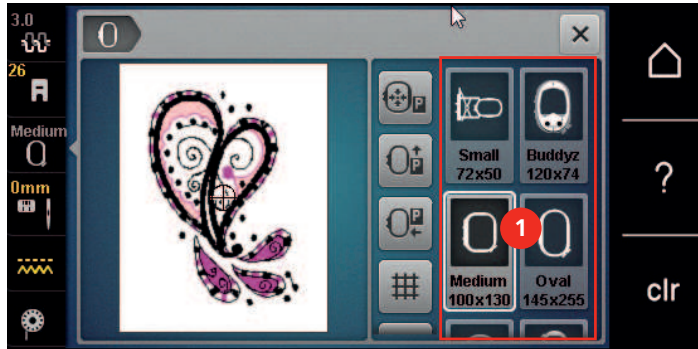 3.0
26
Medium
0mm
P
P
P
Small
72x50
Buddyz
120x74
1
Medium
100x130
Oval
145x255
?
clr